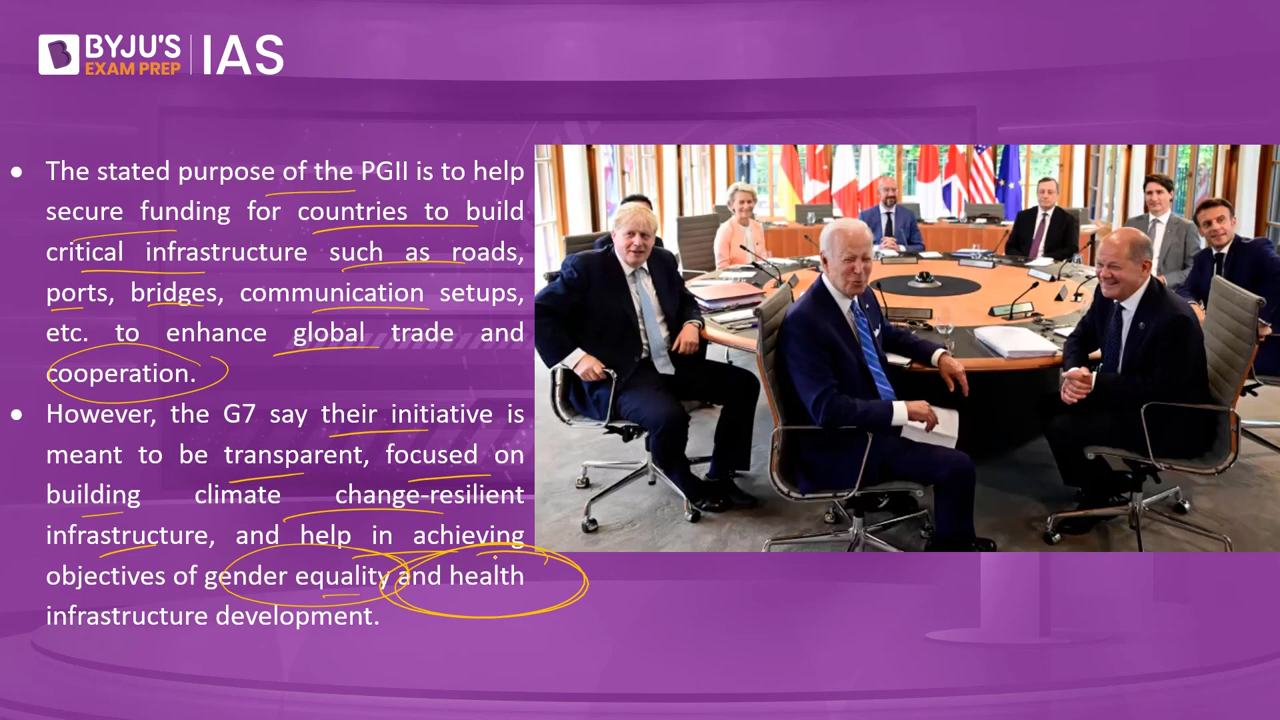 BYJU'S
EXAM PREP
IAS
• The stated purpose of the PGII is to help
secure funding for countries to build
critical infrastructure such as roads,
ports, bridges, communication setups,
etc. to enhance global trade and
cooperation.
• However, the G7 say their initiative is
meant to be transparent, focused on
building climate change-resilient
infrastructure, and help in achieving
objectives of gender equality and health
infrastructure development.